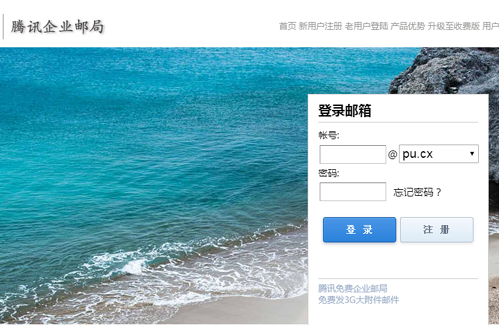 腾讯企业邮局
首页 新用户注册 老用户登陆 产品优势 升级至收费版 用户
登录邮箱
帐号:
@ pu.cx
密码:
忘记密码？
登 录 注 册
腾讯免费企业邮局
免费发3G大附件邮件